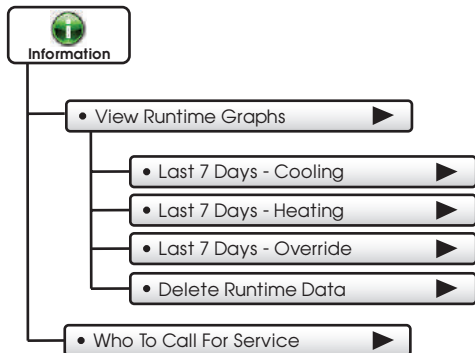 Information
• View Runtime Graphs
• Last 7 Days - Cooling
• Last 7 Days - Heating
• Last 7 Days - Override
• Delete Runtime Data
• Who To Call For Service